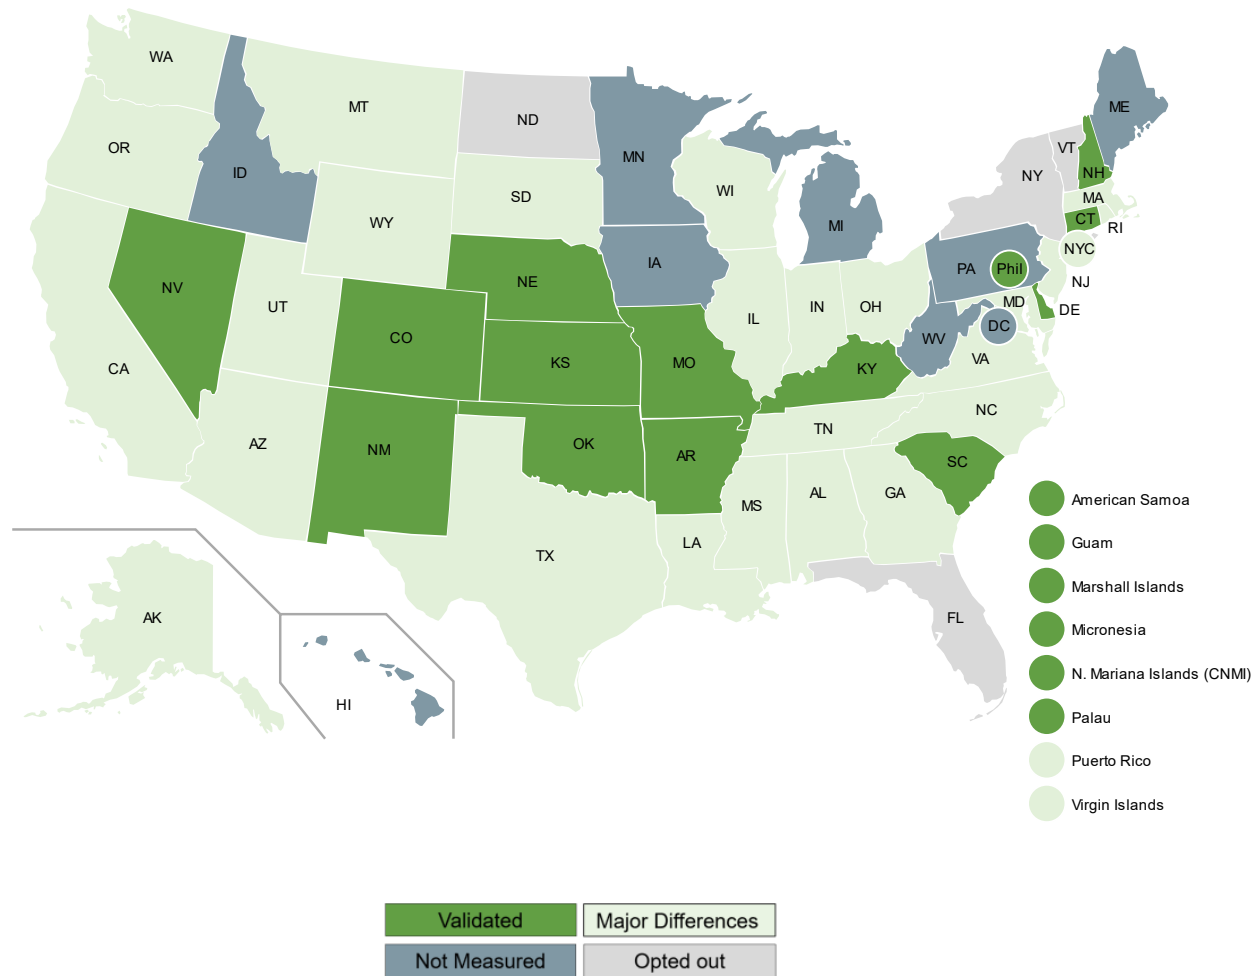 WA
MT
ND
MN
ME
OR
ID
SD
WI
MI
NY
VT
NH
MA
CT
RI
WY
NE
IA
PA
Phil
NYC
NJ
NV
UT
CO
KS
MO
IL
IN
OH
WV
DC
MD
DE
VA
KY
CA
AZ
NM
OK
AR
TN
NC
SC
MS
AL
GA
TX
LA
FL
AK
HI
American Samoa
Guam
Marshall Islands
Micronesia
N. Mariana Islands (CNMI)
Palau
Puerto Rico
Virgin Islands
Validated
Major Differences
Not Measured
Opted out